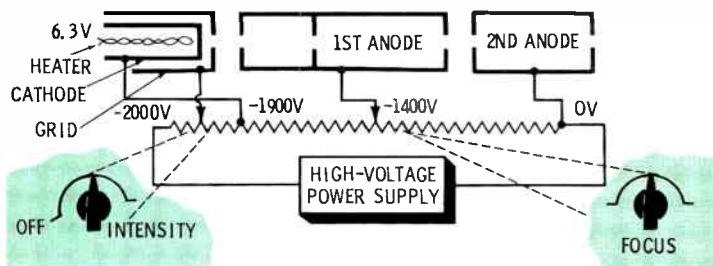 6.3V
HEATER
CATHODE
GRID
1ST ANODE
2ND ANODE
-2000V
-1900V
-1400V
0V
HIGH-VOLTAGE
POWER SUPPLY
OFF
INTENSITY
FOCUS